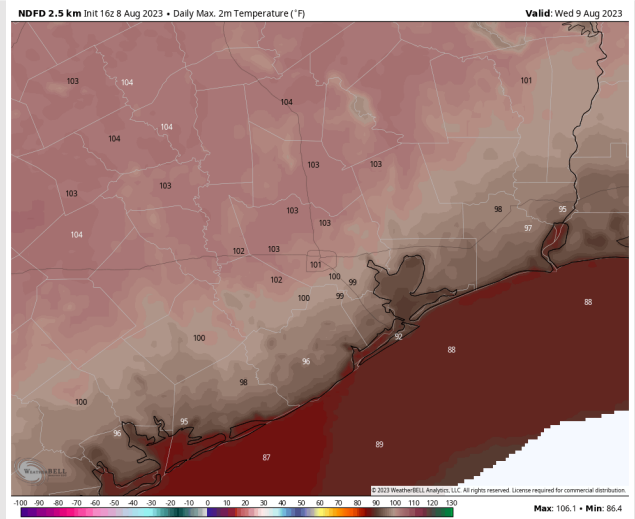 NDFD 2.5 km Init 16z 8 Aug 2023 • Daily Max. 2m Temperature (°F) Valid: Wed 9 Aug 2023
103 104 101
104
104
104
103 103
103 103
103
104 98 95
97
102 103
101
102 100 99
100 99
88
100 92
88
96
98
100
95
96
89
87
WeatherBELL
© 2023 WeatherBELL Analytics, LLC. All rights reserved. License required for commercial distribution.
-100 -90 -80 -70 -60 -50 -40 -30 -20 -10 0 10 20 30 40 50 60 70 80 90 100 110 120 130 Max: 106.1 • Min: 86.4